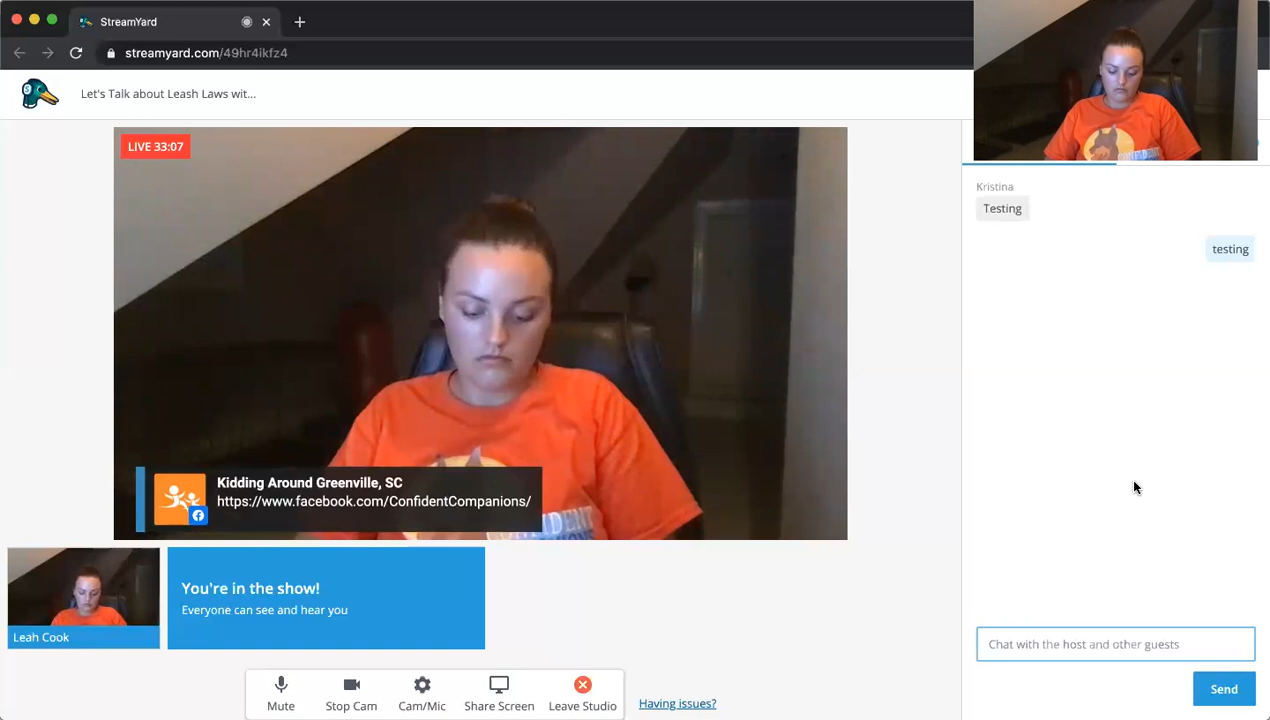 StreamYard
streamyard.com/49hr4ikfz4
Let's Talk about Leash Laws wit...
LIVE 33:07
Kristina
Testing
testing
Kidding Around Greenville, SC
https://www.facebook.com/ConfidentCompanions/
You're in the show!
Everyone can see and hear you
Leah Cook
Chat with the host and other guests
Send
Mute
Stop Cam
Cam/Mic
Share Screen
Leave Studio
Having issues?